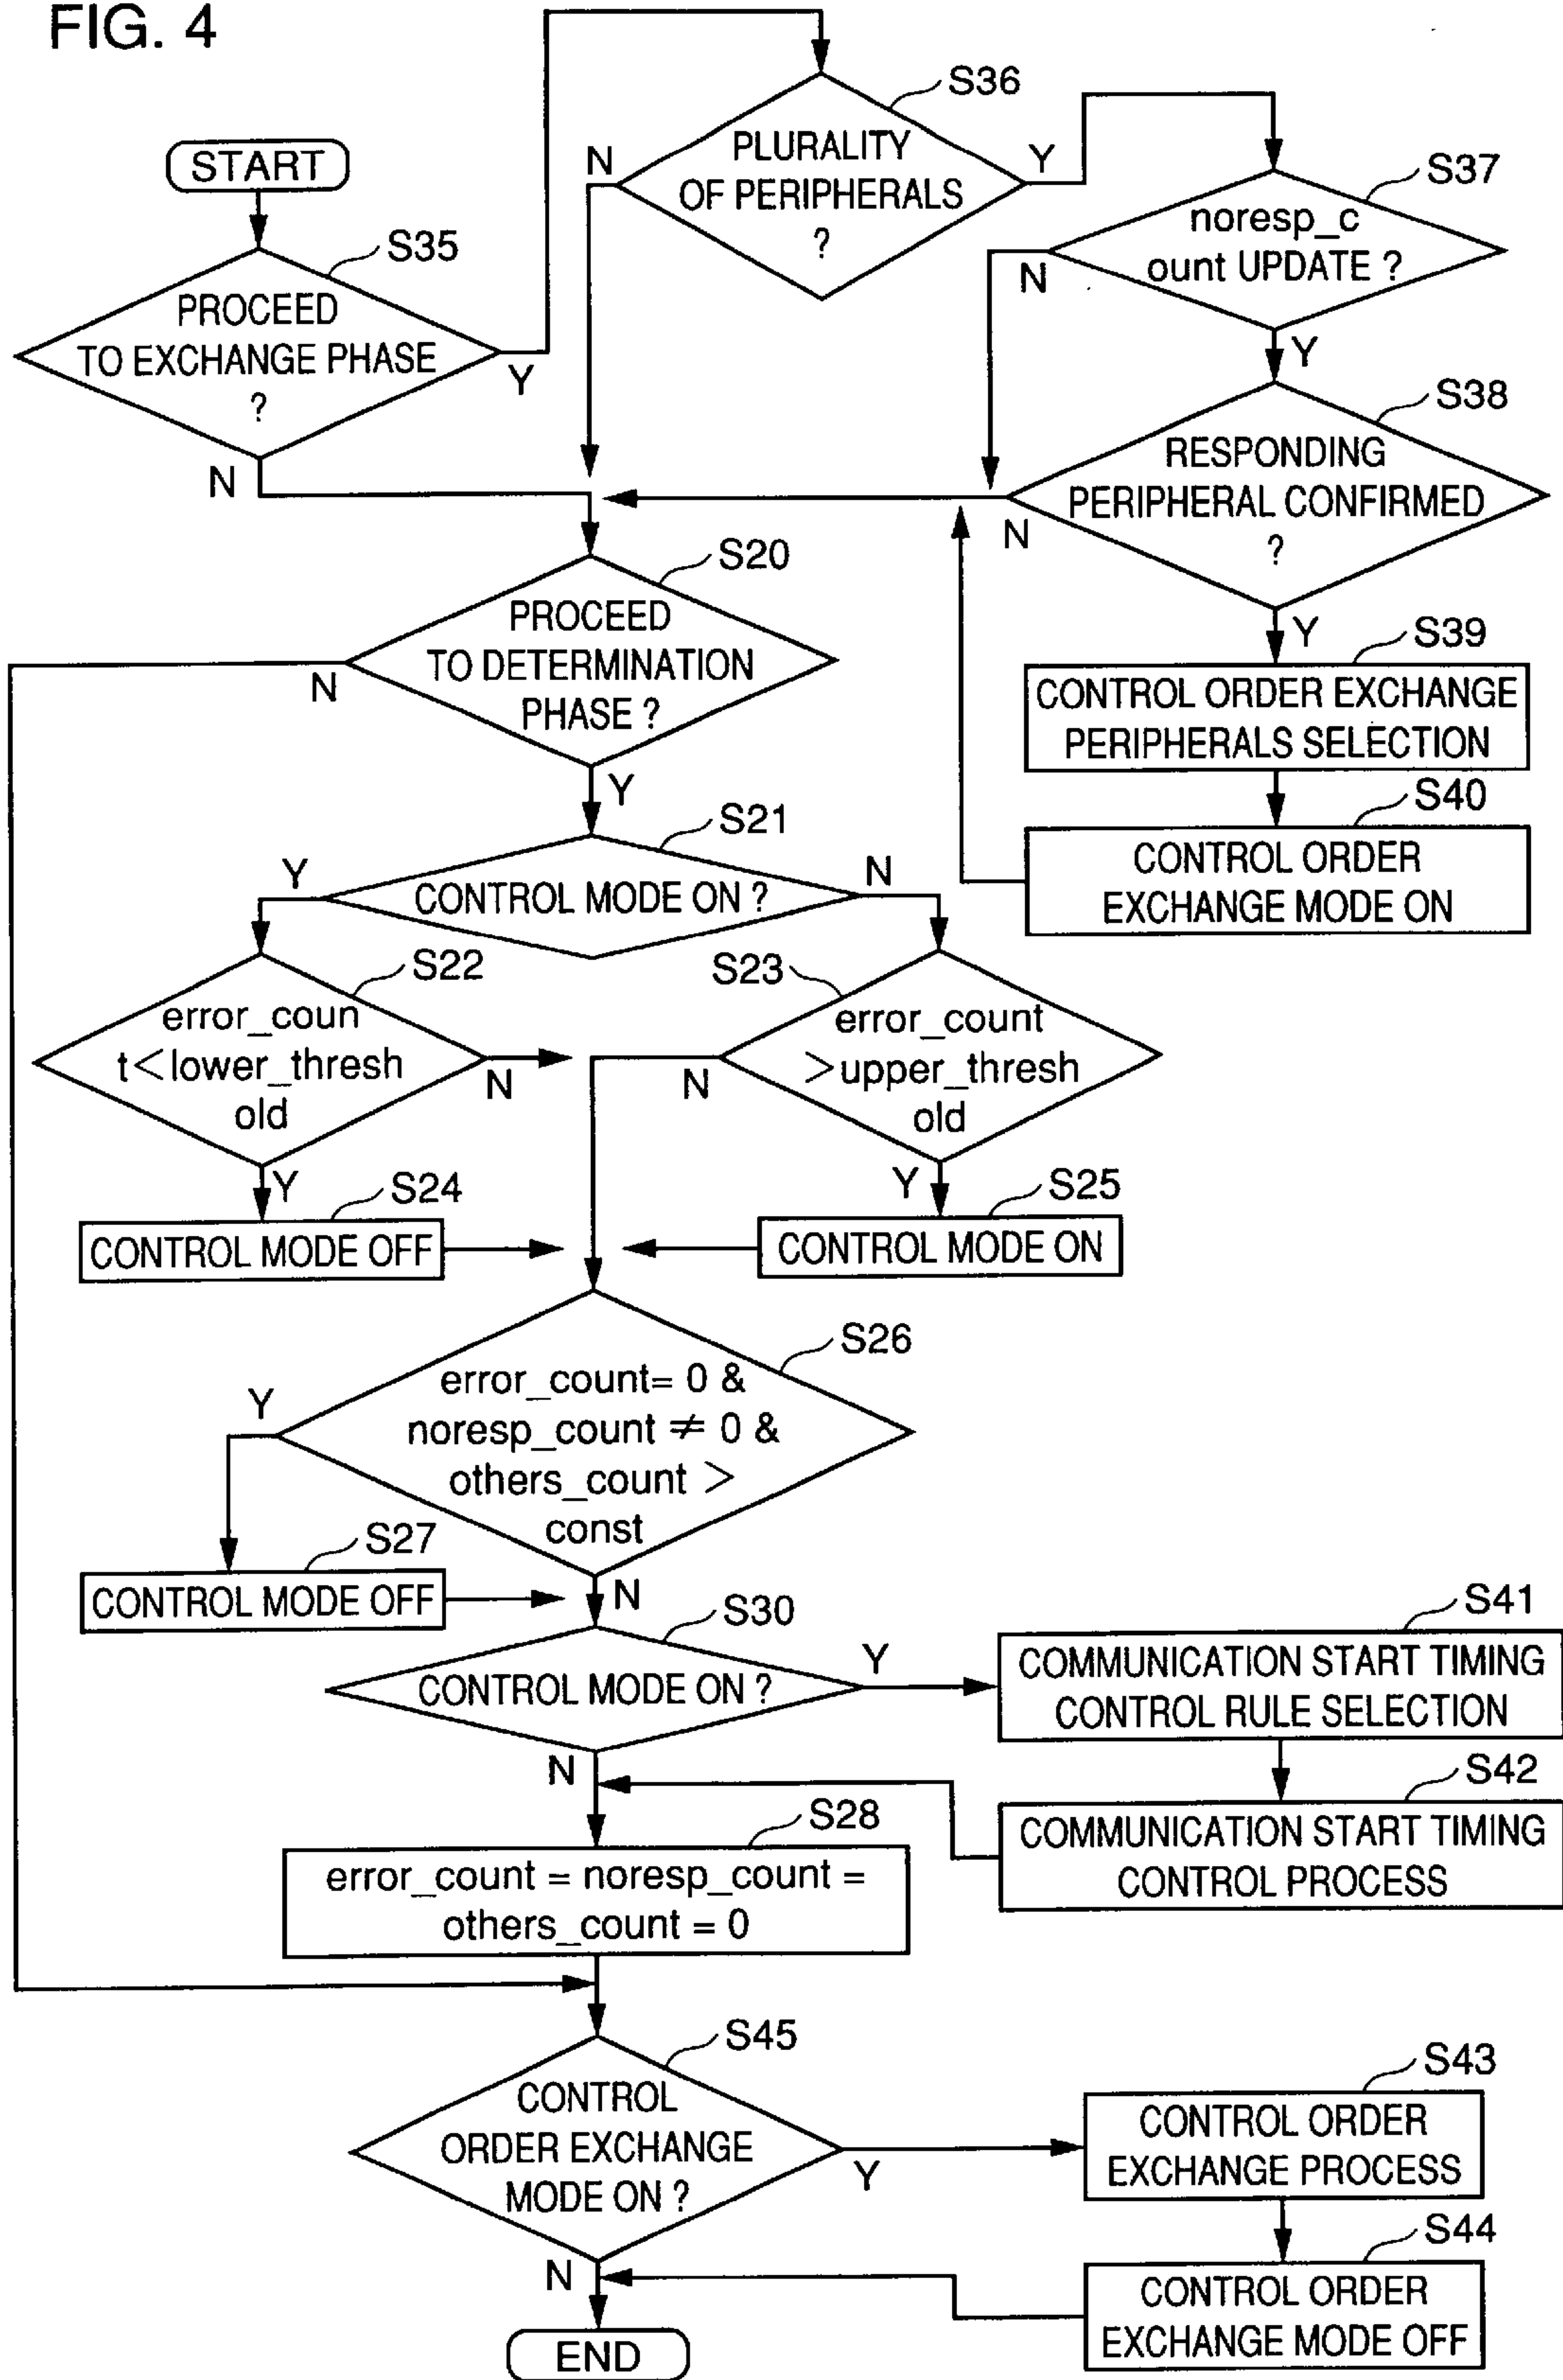 FIG. 4
START
S35
PROCEED
TO EXCHANGE PHASE
?
Y
N
S36
PLURALITY
OF PERIPHERALS
?
N
Y
S37
noresp_c
ount UPDATE ?
N
Y
S38
RESPONDING
PERIPHERAL CONFIRMED
?
N
Y
S39
CONTROL ORDER EXCHANGE
PERIPHERALS SELECTION
S40
CONTROL ORDER
EXCHANGE MODE ON
S20
PROCEED
TO DETERMINATION
PHASE ?
N
Y
S21
CONTROL MODE ON ?
Y
N
S22
error_coun
t<lower_thresh
old
N
Y
S23
error_count
>upper_thresh
old
N
Y
S24
CONTROL MODE OFF
S25
CONTROL MODE ON
S26
error_count= 0 &
noresp_count ≠ 0 &
others_count >
const
Y
N
S27
CONTROL MODE OFF
S30
CONTROL MODE ON ?
Y
N
S41
COMMUNICATION START TIMING
CONTROL RULE SELECTION
S42
COMMUNICATION START TIMING
CONTROL PROCESS
S28
error_count = noresp_count =
others_count = 0
S45
CONTROL
ORDER EXCHANGE
MODE ON ?
Y
N
S43
CONTROL ORDER
EXCHANGE PROCESS
S44
CONTROL ORDER
EXCHANGE MODE OFF
END